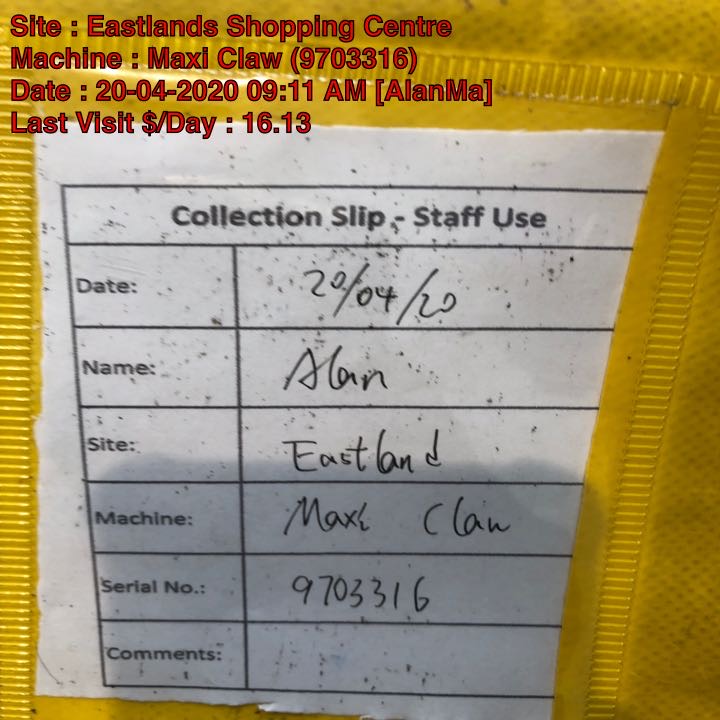 Site : Eastlands Shopping Centre
Machine : Maxi Claw (9703316)
Date : 20-04-2020 09:11 AM [AlanMa]
Last Visit $/Day : 16.13
Collection Slip - Staff Use
Date: 20/04/20
Name: Alan
Site: Eastland
Machine: Maxi Claw
Serial No.: 9703316
Comments: